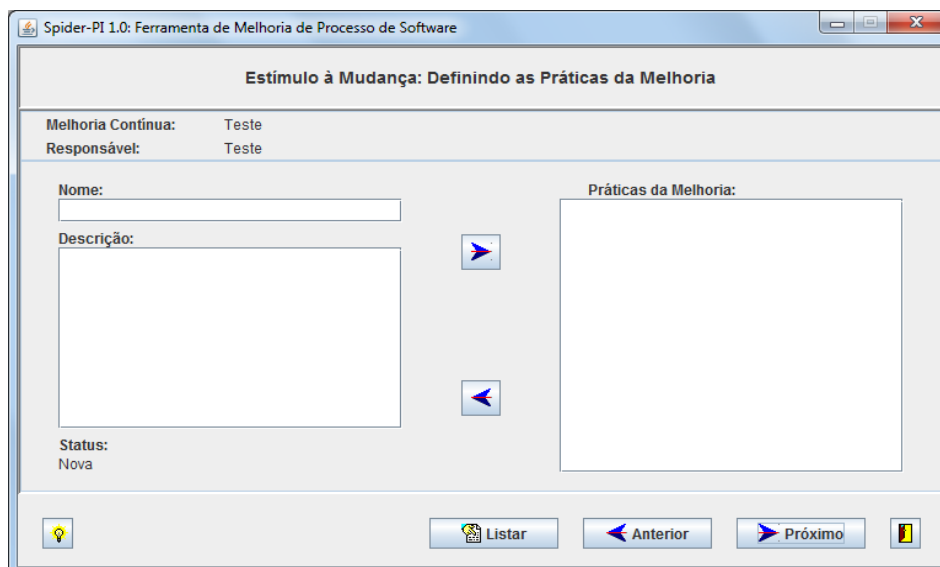 Spider-PI 1.0: Ferramenta de Melhoria de Processo de Software
Estímulo à Mudança: Definindo as Práticas da Melhoria
Melhoria Contínua: Teste
Responsável: Teste
Nome:
Práticas da Melhoria:
Descrição:
Status:
Nova
Listar
Anterior
Próximo